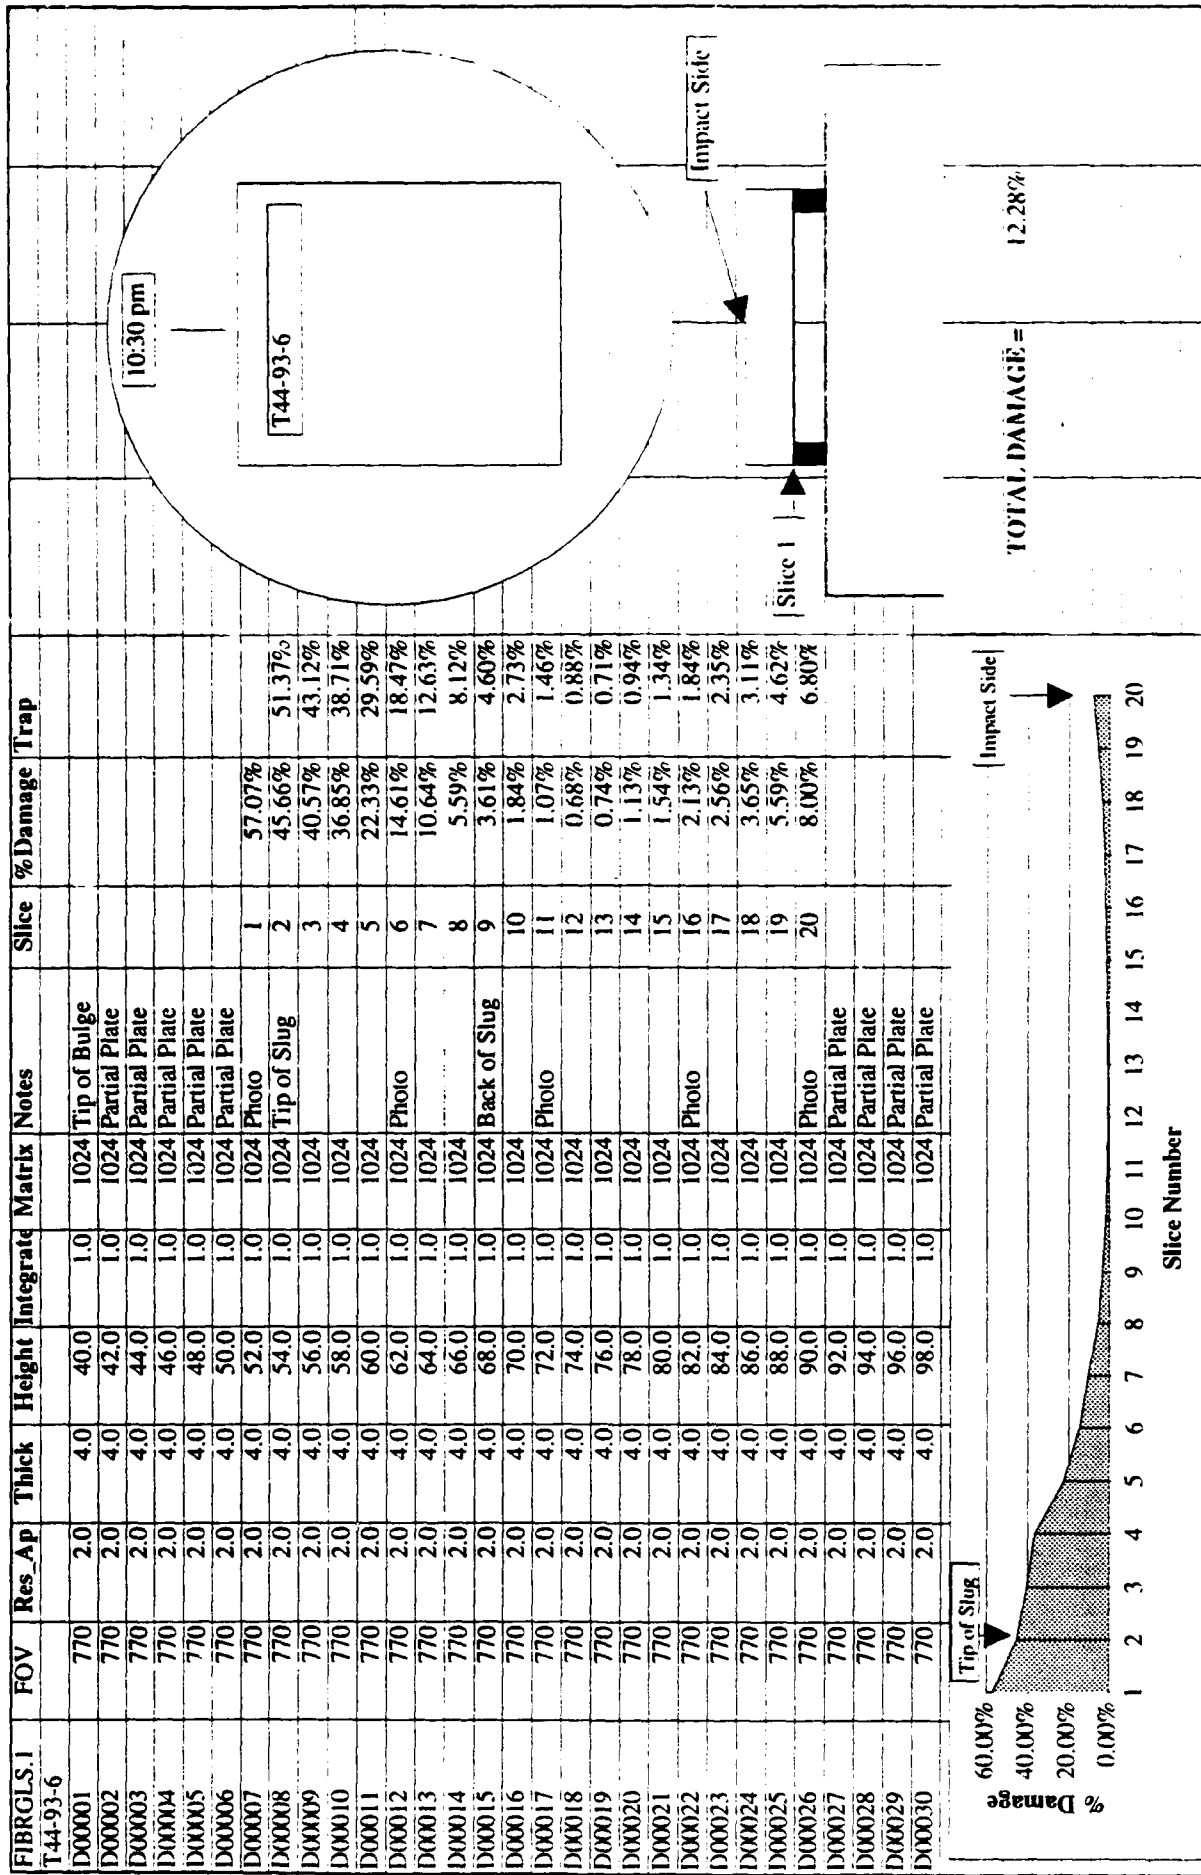 FIBRGLS.1 FOV Res_Ap Thick Height Integrate Matrix Notes Slice %Damage Trap
T-44-93-6
D00001 770 2.0 4.0 40.0 1.0 1024 Tip of Bulge
D00002 770 2.0 4.0 42.0 1.0 1024 Partial Plate
D00003 770 2.0 4.0 44.0 1.0 1024 Partial Plate
D00004 770 2.0 4.0 46.0 1.0 1024 Partial Plate
D00005 770 2.0 4.0 48.0 1.0 1024 Partial Plate
D00006 770 2.0 4.0 50.0 1.0 1024 Partial Plate
D00007 770 2.0 4.0 52.0 1.0 1024 Photo 1 57.07%
D00008 770 2.0 4.0 54.0 1.0 1024 Tip of Slug 2 45.66% 51.37%
D00009 770 2.0 4.0 56.0 1.0 1024 3 40.57% 43.12%
D00010 770 2.0 4.0 58.0 1.0 1024 4 36.85% 38.71%
D00011 770 2.0 4.0 60.0 1.0 1024 5 22.33% 29.59%
D00012 770 2.0 4.0 62.0 1.0 1024 Photo 6 14.61% 18.47%
D00013 770 2.0 4.0 64.0 1.0 1024 7 10.64% 12.63%
D00014 770 2.0 4.0 66.0 1.0 1024 8 5.59% 8.12%
D00015 770 2.0 4.0 68.0 1.0 1024 Back of Slug 9 3.61% 4.60%
D00016 770 2.0 4.0 70.0 1.0 1024 10 1.84% 2.73%
D00017 770 2.0 4.0 72.0 1.0 1024 Photo 11 1.07% 1.46%
D00018 770 2.0 4.0 74.0 1.0 1024 12 0.68% 0.88%
D00019 770 2.0 4.0 76.0 1.0 1024 13 0.74% 0.71%
D00020 770 2.0 4.0 78.0 1.0 1024 14 1.13% 0.94%
D00021 770 2.0 4.0 80.0 1.0 1024 15 1.54% 1.34%
D00022 770 2.0 4.0 82.0 1.0 1024 Photo 16 2.13% 1.84%
D00023 770 2.0 4.0 84.0 1.0 1024 17 2.56% 2.35%
D00024 770 2.0 4.0 86.0 1.0 1024 18 3.65% 3.11%
D00025 770 2.0 4.0 88.0 1.0 1024 19 5.59% 4.62%
D00026 770 2.0 4.0 90.0 1.0 1024 Photo 20 8.00% 6.80%
D00027 770 2.0 4.0 92.0 1.0 1024 Partial Plate
D00028 770 2.0 4.0 94.0 1.0 1024 Partial Plate
D00029 770 2.0 4.0 96.0 1.0 1024 Partial Plate
D00030 770 2.0 4.0 98.0 1.0 1024 Partial Plate
10:30 pm
T44-93-6
Impact Side
Slice 1
TOTAL DAMAGE = 12.28%
Tip of Slug
Impact Side
% Damage
60.00%
40.00%
20.00%
0.00%
1 2 3 4 5 6 7 8 9 10 11 12 13 14 15 16 17 18 19 20
Slice Number